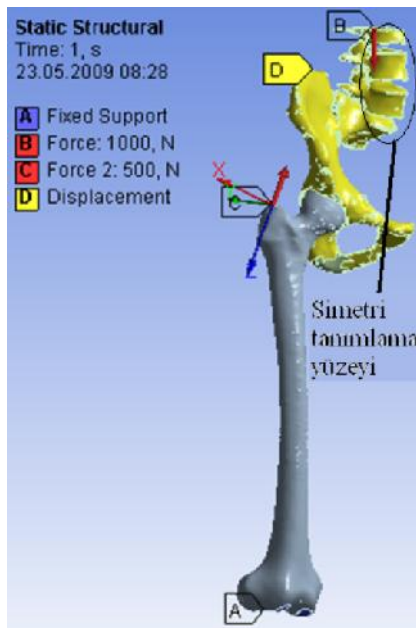 Static Structural
Time: 1, s
23.05.2009 08:28
A Fixed Support
B Force: 1000, N
C Force 2: 500, N
D Displacement
B
D
X
C
Simetri
tanımlama
yüzeyi
A